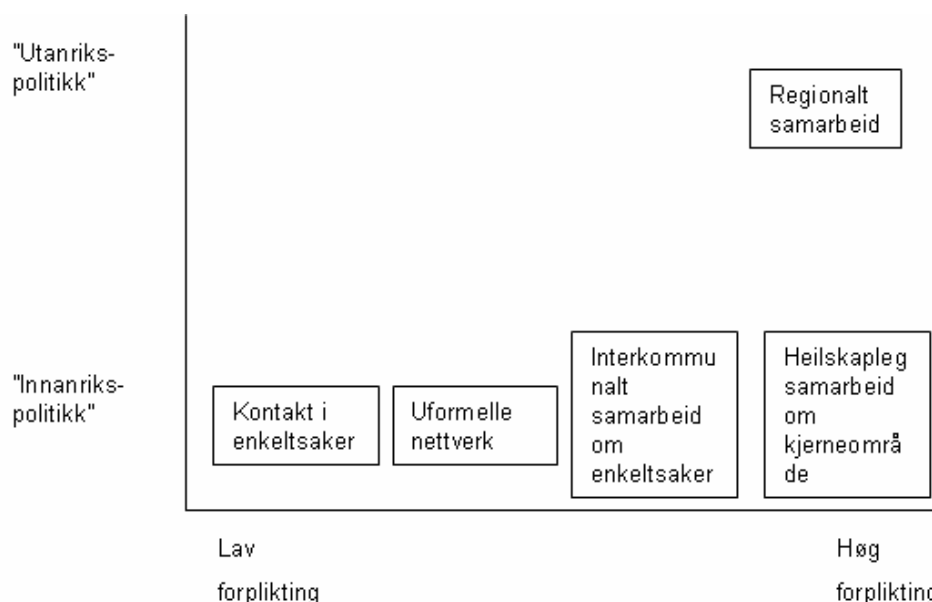 "Utanriks-
politikk"
Regionalt
samarbeid
"Innanriks-
politikk"
Kontakt i
enkeltsaker
Uformelle
nettverk
Interkommu
nalt
samarbeid
om
enkeltsaker
Heilskapleg
samarbeid
om
kjerneområ
de
Lav
forplikting
Høg
forplikting